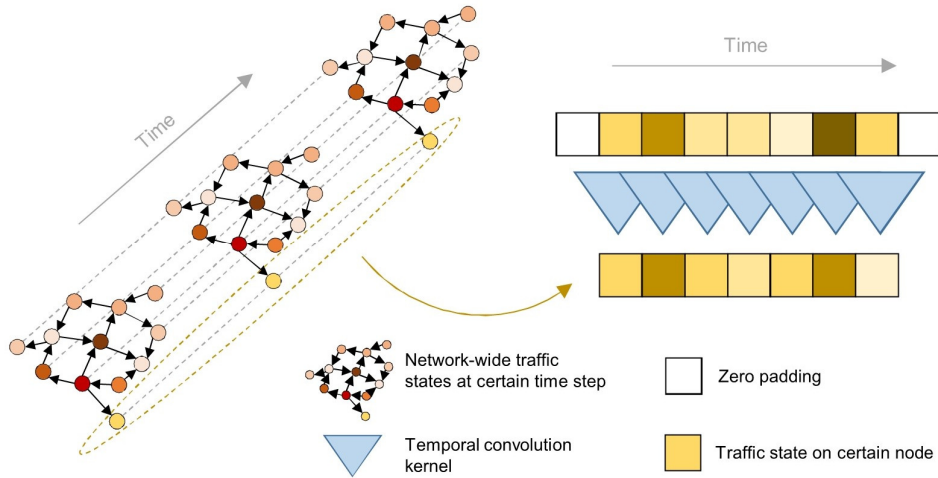 Time
Time
Network-wide traffic
states at certain time step
Zero padding
Temporal convolution
kernel
Traffic state on certain node